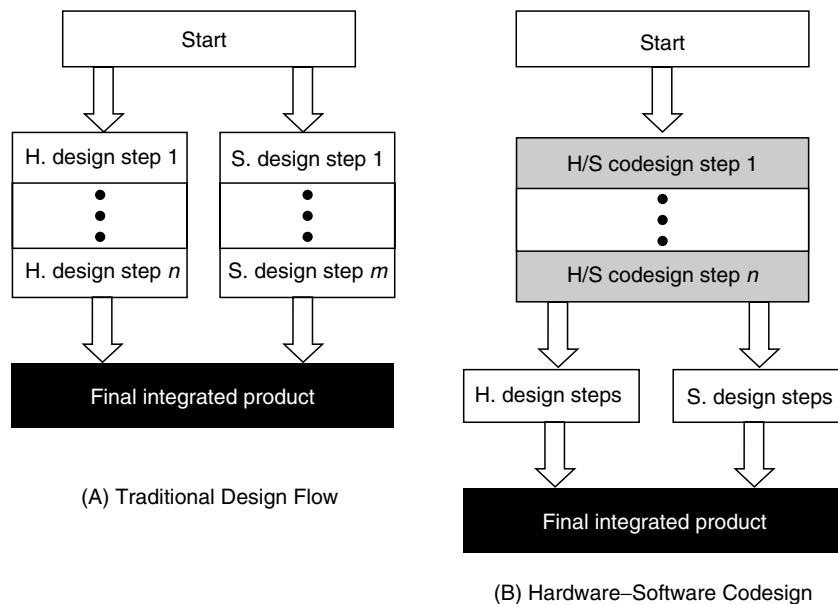 Start
H. design step 1
H. design step n
S. design step 1
S. design step m
Final integrated product
(A) Traditional Design Flow
Start
H/S codesign step 1
H/S codesign step n
H. design steps
S. design steps
Final integrated product
(B) Hardware–Software Codesign